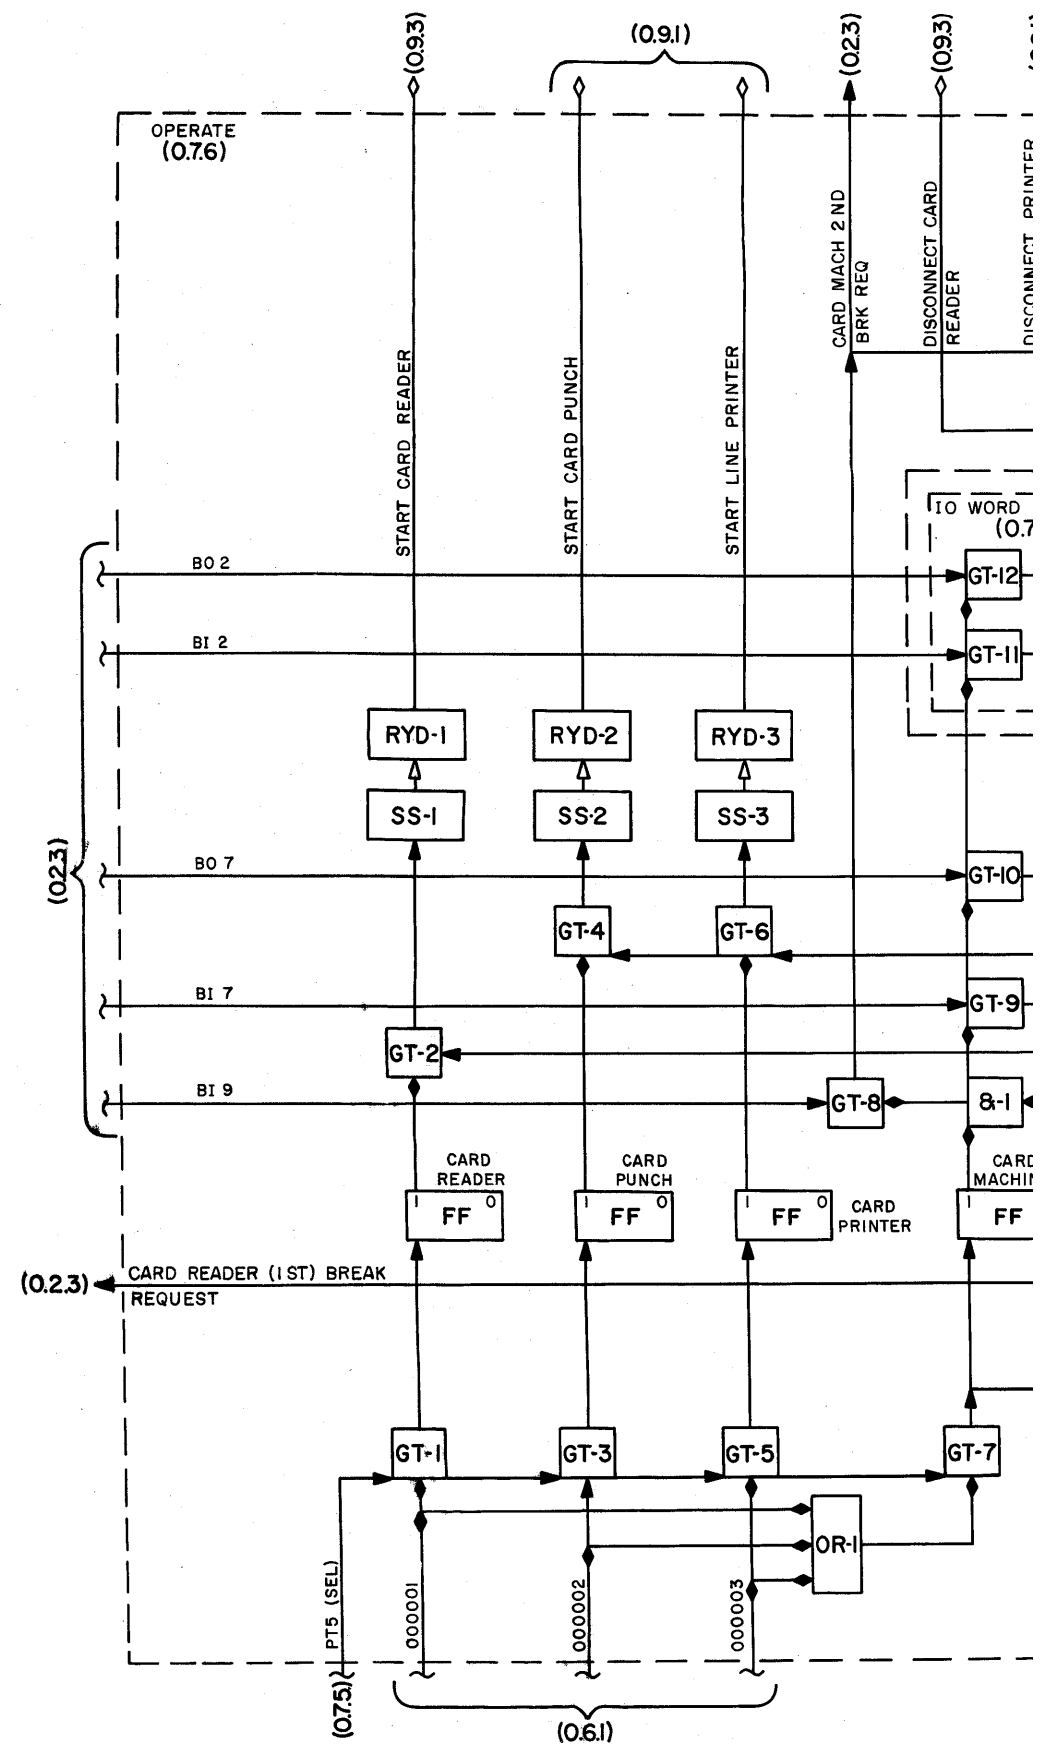 (0.9.3)
(0.9.1)
(0.2.3)
(0.9.3)
OPERATE
(0.7.6)
START CARD READER
START CARD PUNCH
START LINE PRINTER
CARD MACH 2ND
BRK REQ
DISCONNECT CARD
READER
DISCONNECT PRINTER
IO WORD
(0.7
BO 2
GT-12
BI 2
GT-11
RYD-1
RYD-2
RYD-3
SS-1
SS-2
SS-3
(0.2.3)
BO 7
GT-10
GT-4
GT-6
BI 7
GT-9
GT-2
BI 9
GT-8
&-1
CARD
READER
1 0
FF
CARD
PUNCH
1 0
FF
1 0
FF
CARD
PRINTER
CARD
MACHIN
1
FF
(0.2.3)
CARD READER (1ST) BREAK
REQUEST
GT-1
GT-3
GT-5
GT-7
OR-1
PT5 (SEL)
000001
000002
000003
(0.7.5)
(0.6.1)